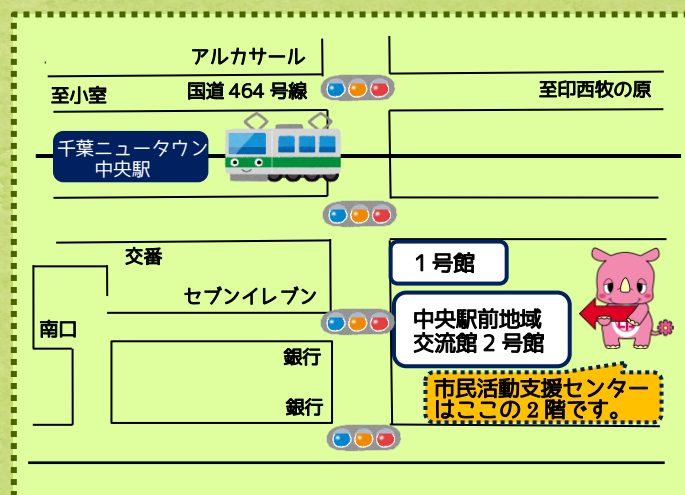 アルカサール
至小室
国道464号線
至印西牧の原
千葉ニュータウン
中央駅
交番
1号館
セブンイレブン
南口
中央駅前地域
交流館2号館
銀行
市民活動支援センター
はここの2階です。
銀行